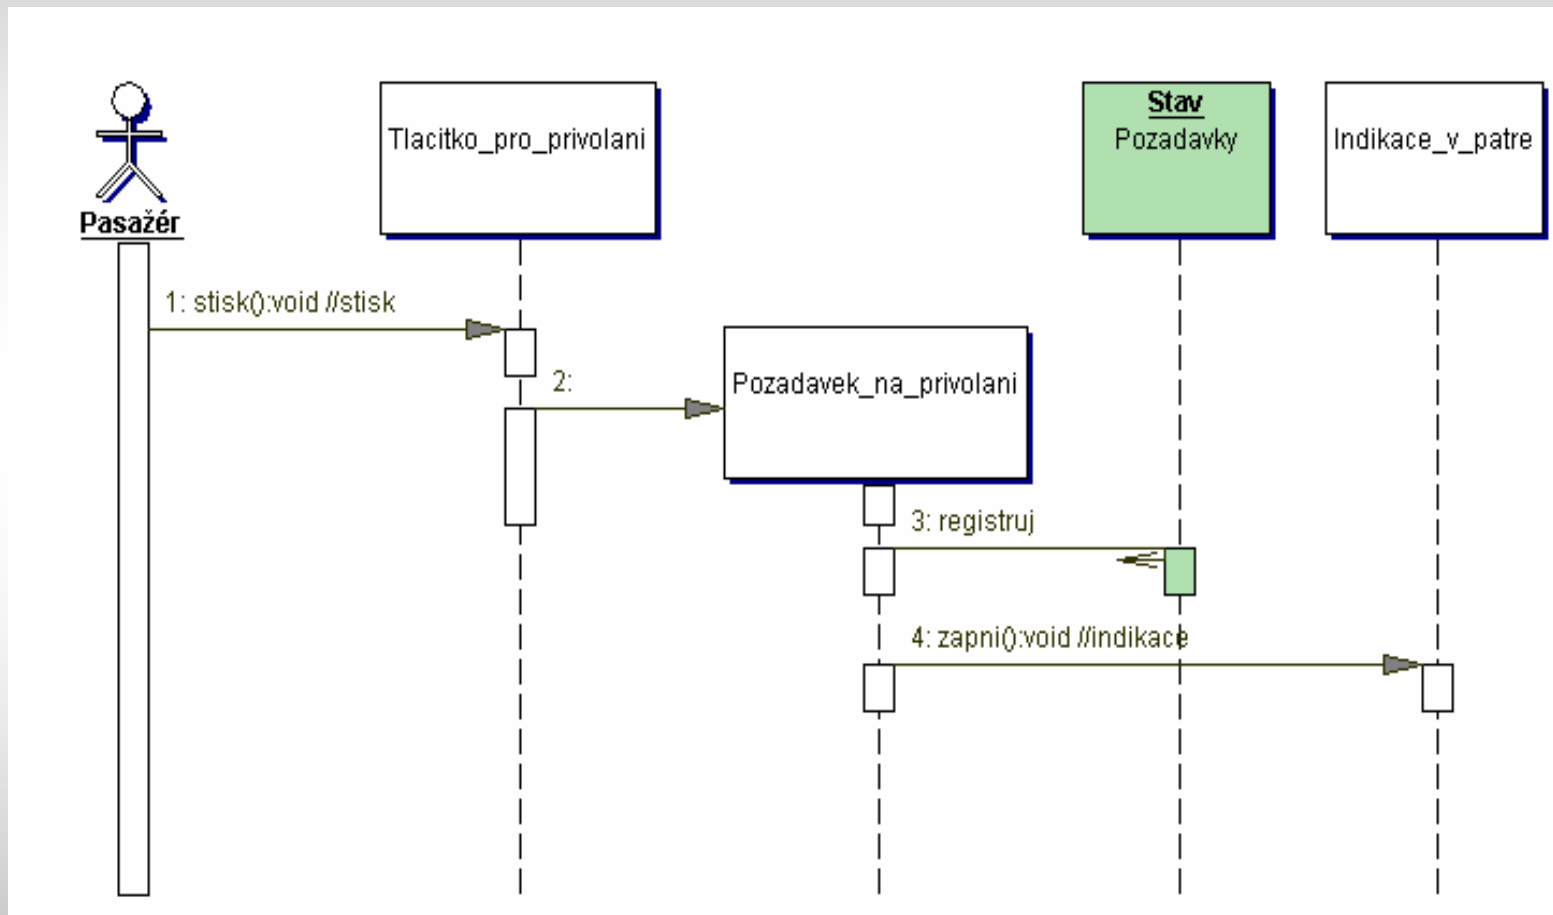 Tlacitko_pro_privolani
Stav
Pozadavky
Indikace_v_patre
Pasažér
1: stisk():void //stisk
2:
Pozadavek_na_privolani
3: registruj
4: zapni():void //indikace